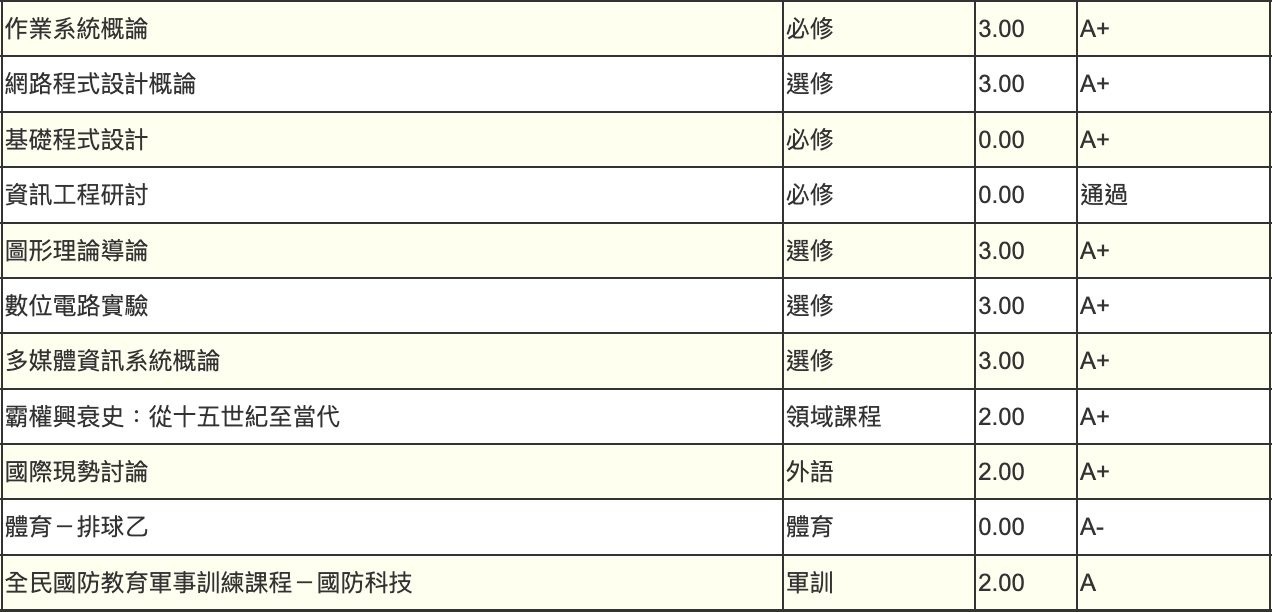 作業系統概論 必修 3.00 A+
網路程式設計概論 選修 3.00 A+
基礎程式設計 必修 0.00 A+
資訊工程研討 必修 0.00 通過
圖形理論導論 選修 3.00 A+
數位電路實驗 選修 3.00 A+
多媒體資訊系統概論 選修 3.00 A+
霸權興衰史：從十五世紀至當代 領域課程 2.00 A+
國際現勢討論 外語 2.00 A+
體育－排球乙 體育 0.00 A-
全民國防教育軍事訓練課程－國防科技 軍訓 2.00 A